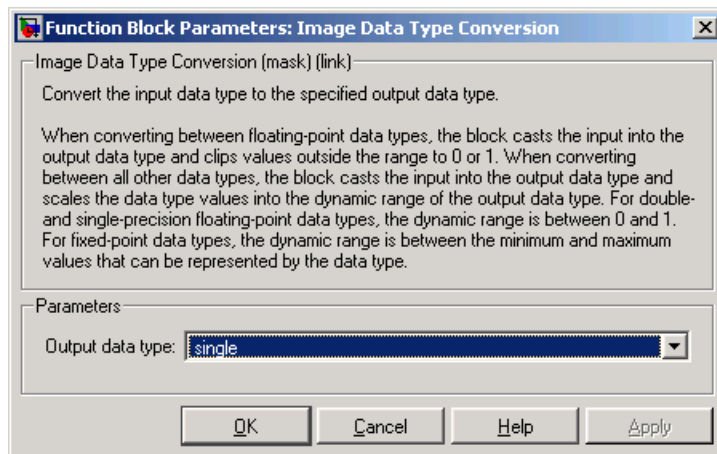 Function Block Parameters: Image Data Type Conversion
Image Data Type Conversion (mask) (link)
Convert the input data type to the specified output data type.
When converting between floating-point data types, the block casts the input into the
output data type and clips values outside the range to 0 or 1. When converting
between all other data types, the block casts the input into the output data type and
scales the data type values into the dynamic range of the output data type. For double-
and single-precision floating-point data types, the dynamic range is between 0 and 1.
For fixed-point data types, the dynamic range is between the minimum and maximum
values that can be represented by the data type.
Parameters
Output data type: single
OK Cancel Help Apply